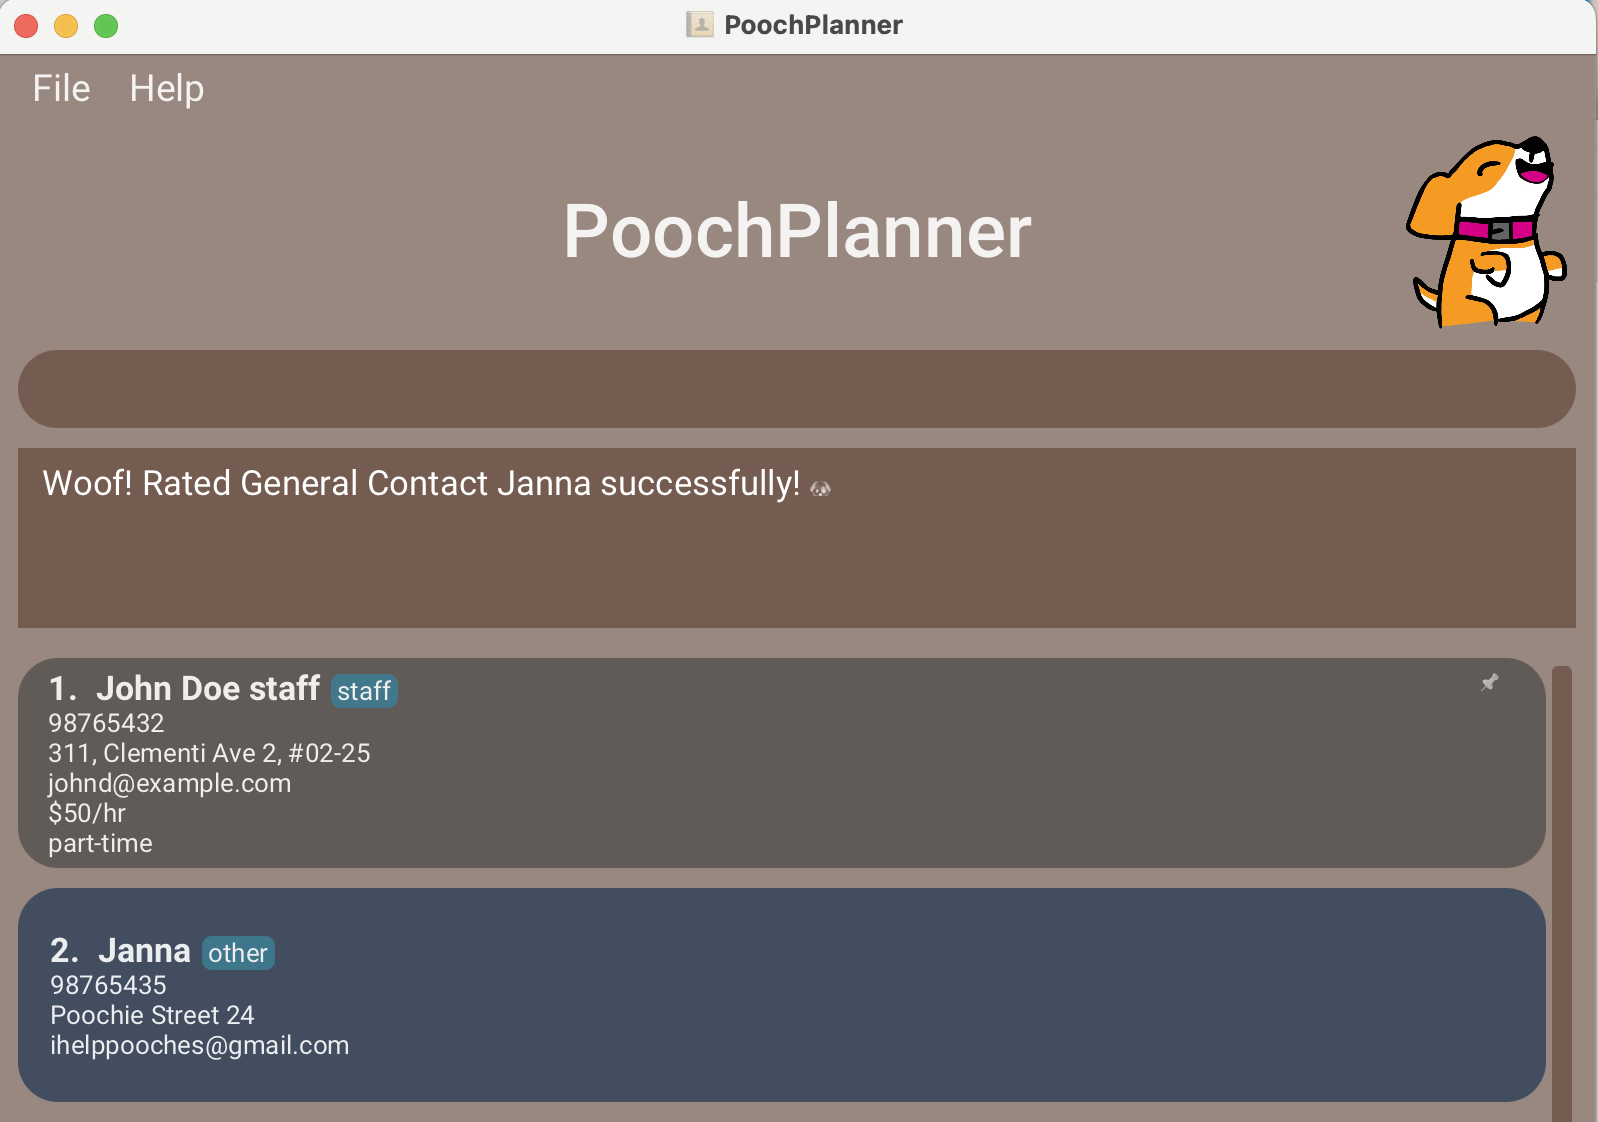 PoochPlanner
File Help
PoochPlanner
Woof! Rated General Contact Janna successfully!
1. John Doe staff staff
98765432
311, Clementi Ave 2, #02-25
johnd@example.com
$50/hr
part-time
2. Janna other
98765435
Poochie Street 24
ihelppooches@gmail.com